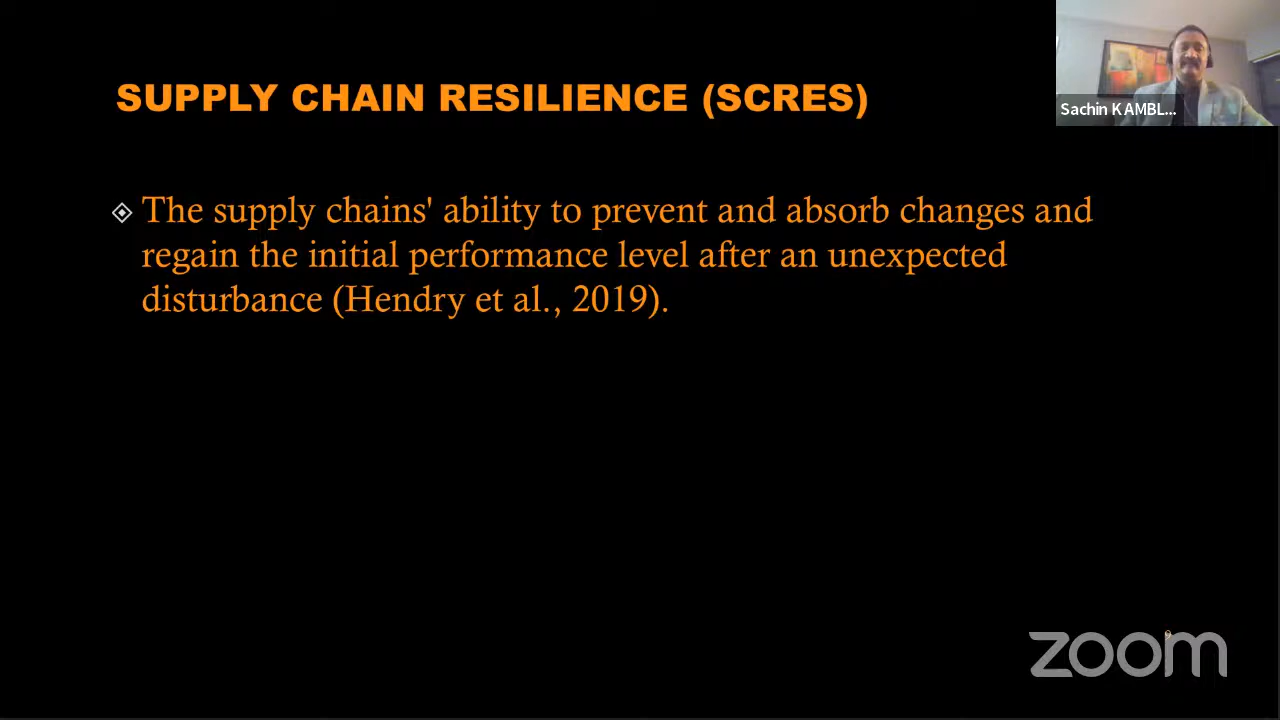 SUPPLY CHAIN RESILIENCE (SCRES)
Sachin KAMBL...
The supply chains' ability to prevent and absorb changes and
regain the initial performance level after an unexpected
disturbance (Hendry et al., 2019).
9
zoom